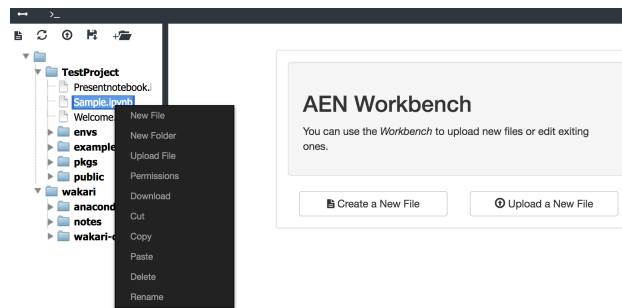 >_
TestProject
Presentnotebook.i
Sample.ipynb
Welcome.
envs
example
pkgs
public
wakari
anacond
notes
wakari-c
New File
New Folder
Upload File
Permissions
Download
Cut
Copy
Paste
Delete
Rename
AEN Workbench
You can use the Workbench to upload new files or edit exiting
ones.
Create a New File
Upload a New File